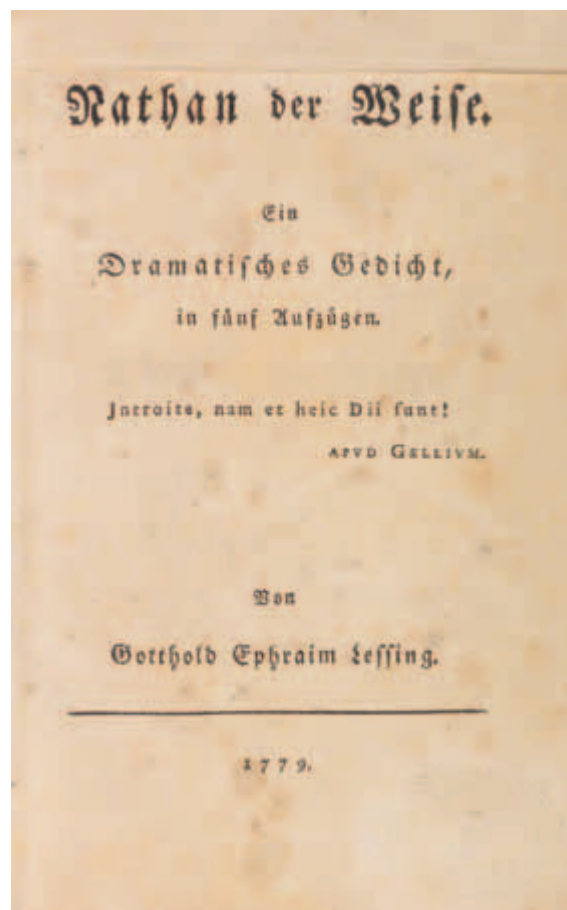 Nathan der Weiſe.
Ein
Dramatiſches Gedicht,
in fünf Aufzügen.
Introite, nam et heic Dii ſunt!
APVD GELLIVM.
Von
Gotthold Ephraim Leſſing.
1779.